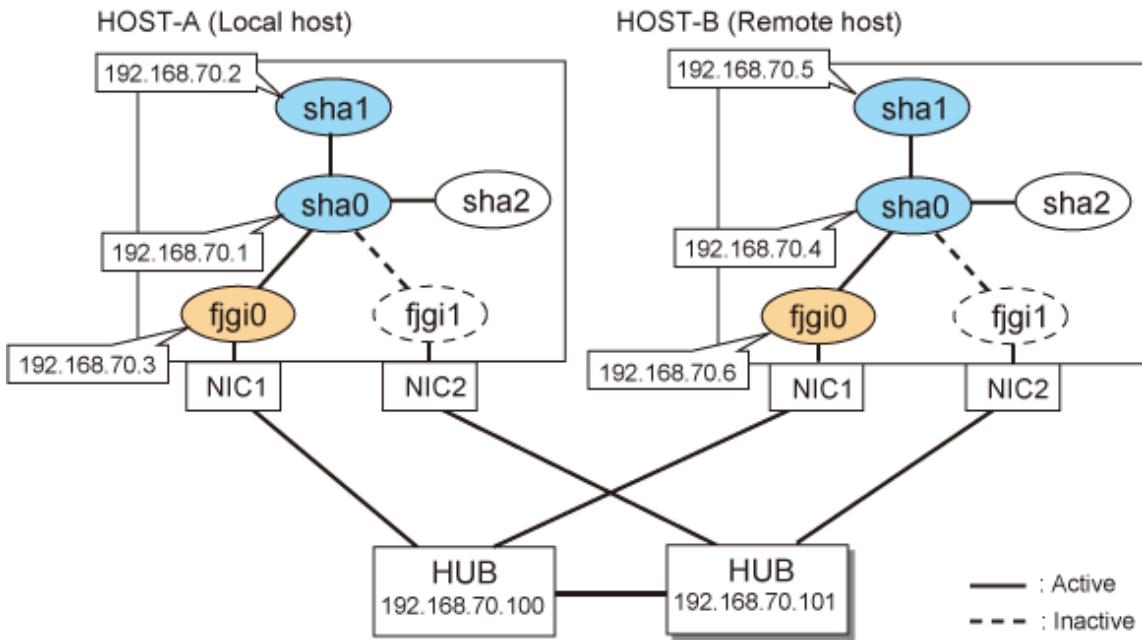 HOST-A (Local host)
HOST-B (Remote host)
192.168.70.2
192.168.70.5
sha1
sha1
sha0
sha2
sha0
sha2
192.168.70.1
192.168.70.4
fjgi0
fjgi1
fjgi0
fjgi1
192.168.70.3
192.168.70.6
NIC1
NIC2
NIC1
NIC2
HUB
192.168.70.100
HUB
192.168.70.101
: Active
: Inactive